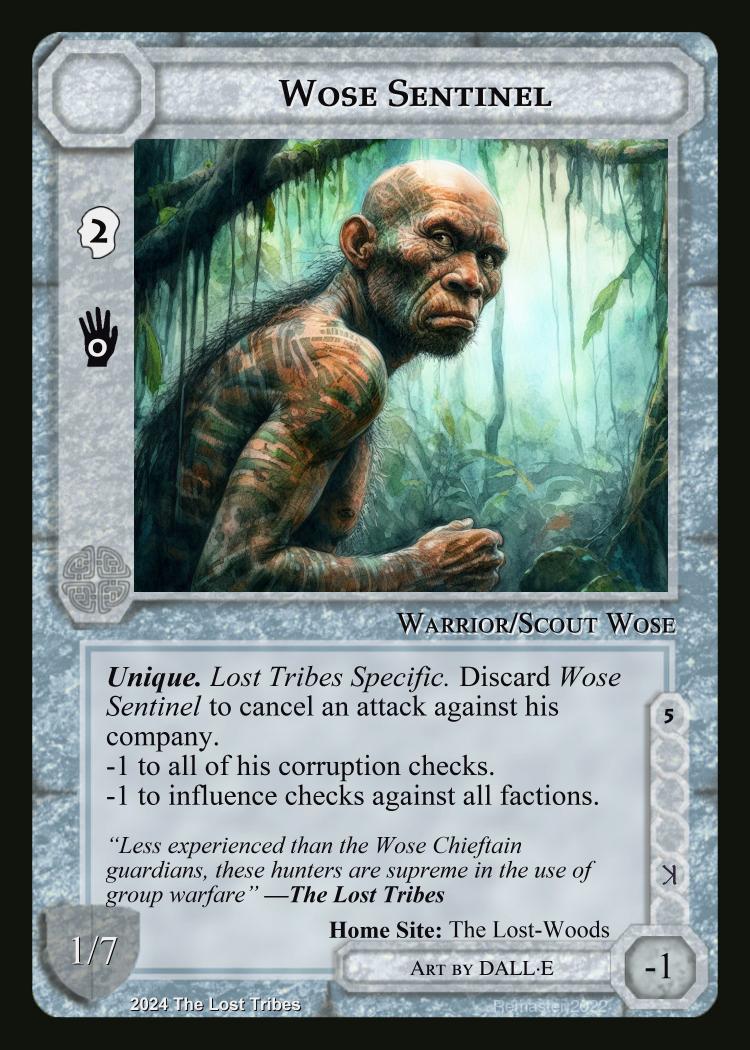 Wose Sentinel
2
0
Warrior/Scout Wose
Unique. Lost Tribes Specific. Discard Wose
Sentinel to cancel an attack against his
company.
-1 to all of his corruption checks.
-1 to influence checks against all factions.
5
“Less experienced than the Wose Chieftain
guardians, these hunters are supreme in the use of
group warfare” —The Lost Tribes
Home Site: The Lost-Woods
1/7
Art by DALL·E
-1
2024 The Lost Tribes
Remaster 2022